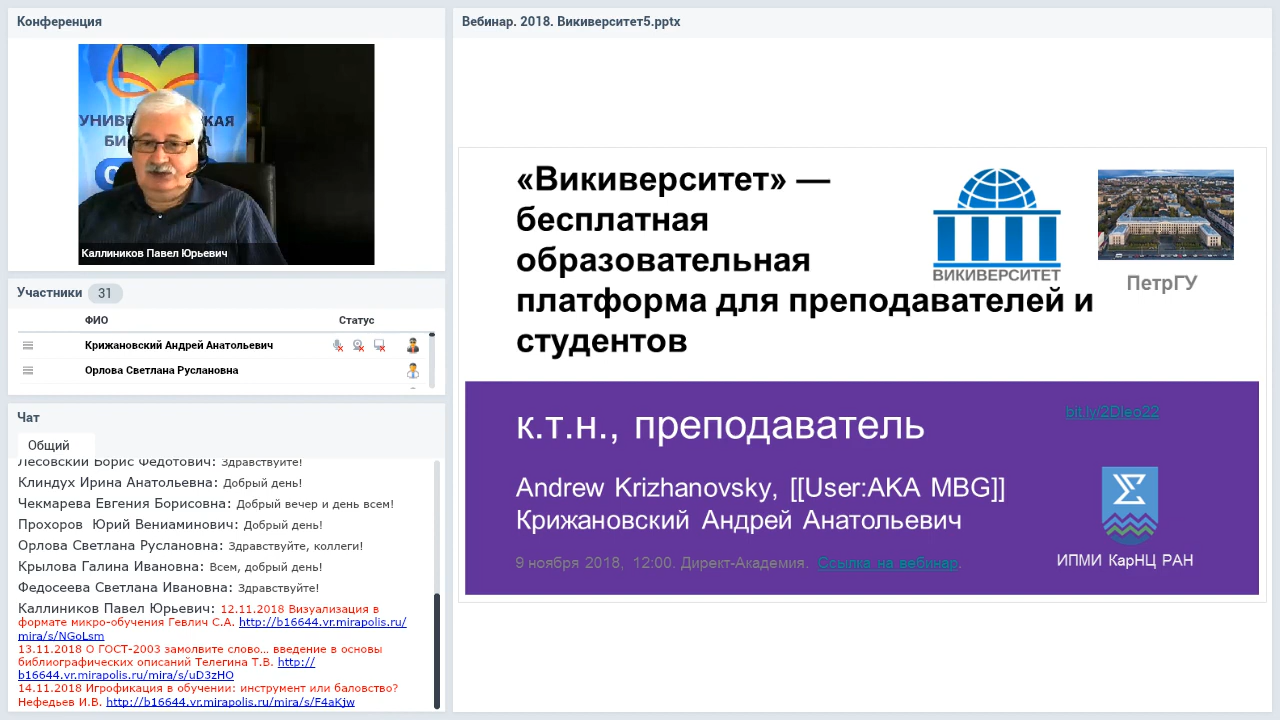 Конференция
УНИВЕ СКАЯ
БИ А
Каллиников Павел Юрьевич
Участники 31
ФИО Статус
Крижановский Андрей Анатольевич
Орлова Светлана Руслановна
Чат
Общий
Лесовский Борис Федотович: Здравствуйте!
Клиндух Ирина Анатольевна: Добрый день!
Чекмарева Евгения Борисовна: Добрый вечер и день всем!
Прохоров Юрий Вениаминович: Добрый день!
Орлова Светлана Руслановна: Здравствуйте, коллеги!
Крылова Галина Ивановна: Всем, добрый день!
Федосеева Светлана Ивановна: Здравствуйте!
Каллиников Павел Юрьевич: 12.11.2018 Визуализация в
формате микро-обучения Гевлич С.А. http://b16644.vr.mirapolis.ru/
mira/s/NGoLsm
13.11.2018 О ГОСТ-2003 замолвите слово... введение в основы
библиографических описаний Телегина Т.В. http://
b16644.vr.mirapolis.ru/mira/s/uD3zHO
14.11.2018 Игрофикация в обучении: инструмент или баловство?
Нефедьев И.В. http://b16644.vr.mirapolis.ru/mira/s/F4aKjw
Вебинар. 2018. Викиверситет5.pptx
«Викиверситет» —
бесплатная
образовательная
платформа для преподавателей и
студентов
ВИКИВЕРСИТЕТ
ПетрГУ
к.т.н., преподаватель
bit.ly/2Dleo22
Andrew Krizhanovsky, [[User:AKA MBG]]
Крижановский Андрей Анатольевич
9 ноября 2018, 12:00. Директ-Академия. Ссылка на вебинар.
ИПМИ КарНЦ РАН